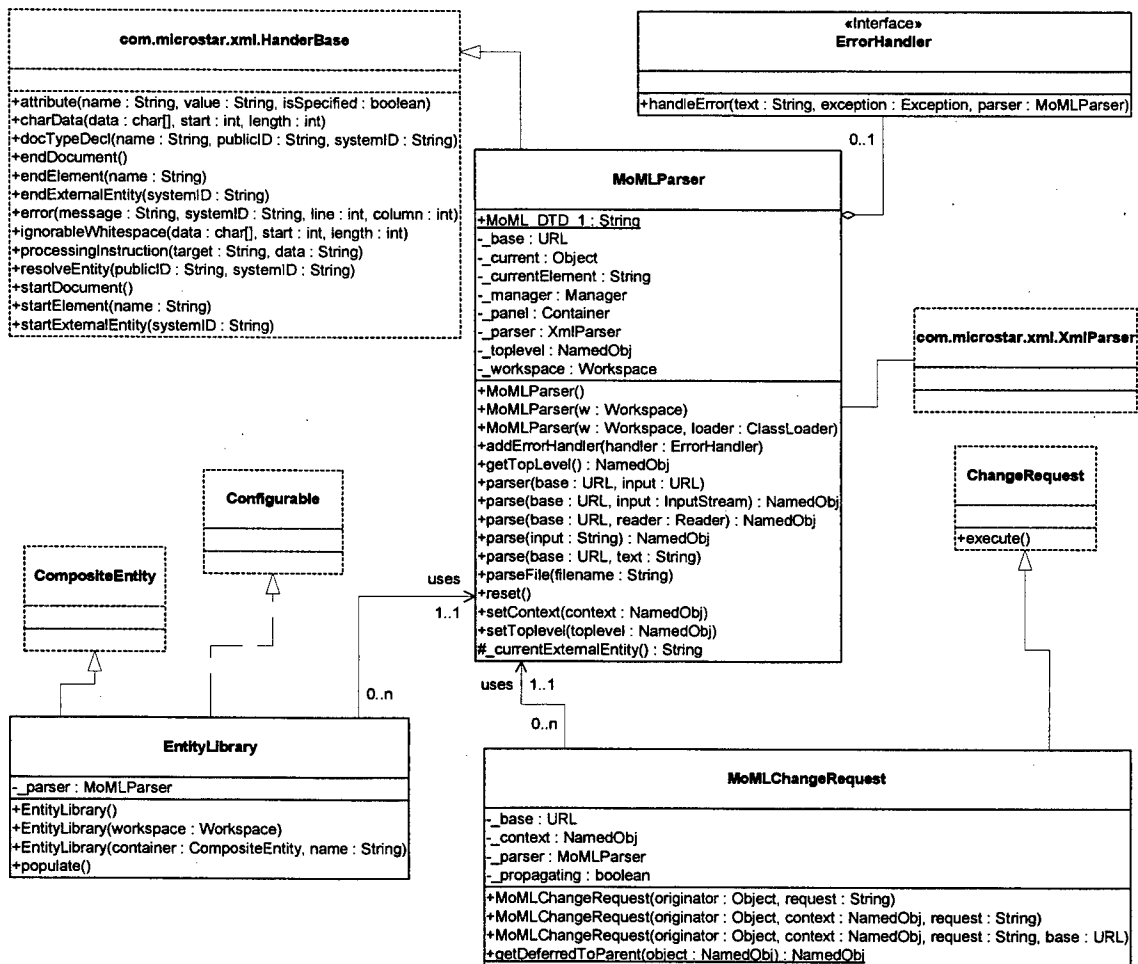 com.microstar.xml.HanderBase
+attribute(name : String, value : String, isSpecified : boolean)
+charData(data : char[], start : int, length : int)
+docTypeDecl(name : String, publicID : String, systemID : String)
+endDocument()
+endElement(name : String)
+endExternalEntity(systemID : String)
+error(message : String, systemID : String, line : int, column : int)
+ignorableWhitespace(data : char[], start : int, length : int)
+processingInstruction(target : String, data : String)
+resolveEntity(publicID : String, systemID : String)
+startDocument()
+startElement(name : String)
+startExternalEntity(systemID : String)
«Interface»
ErrorHandler
+handleError(text : String, exception : Exception, parser : MoMLParser)
0..1
MoMLParser
+MoML_DTD_1 : String
-_base : URL
-_current : Object
-_currentElement : String
-_manager : Manager
-_panel : Container
-_parser : XmlParser
-_toplevel : NamedObj
-_workspace : Workspace
+MoMLParser()
+MoMLParser(w : Workspace)
+MoMLParser(w : Workspace, loader : ClassLoader)
+addErrorHandler(handler : ErrorHandler)
+getTopLevel() : NamedObj
+parser(base : URL, input : URL)
+parse(base : URL, input : InputStream) : NamedObj
+parse(base : URL, reader : Reader) : NamedObj
+parse(input : String) : NamedObj
+parse(base : URL, text : String)
+parseFile(filename : String)
+reset()
+setContext(context : NamedObj)
+setToplevel(toplevel : NamedObj)
#_currentExternalEntity() : String
com.microstar.xml.XmlParser
ChangeRequest
+execute()
Configurable
CompositeEntity
uses
1..1
0..n
uses
1..1
0..n
EntityLibrary
-_parser : MoMLParser
+EntityLibrary()
+EntityLibrary(workspace : Workspace)
+EntityLibrary(container : CompositeEntity, name : String)
+populate()
MoMLChangeRequest
-_base : URL
-_context : NamedObj
-_parser : MoMLParser
-_propagating : boolean
+MoMLChangeRequest(originator : Object, request : String)
+MoMLChangeRequest(originator : Object, context : NamedObj, request : String)
+MoMLChangeRequest(originator : Object, context : NamedObj, request : String, base : URL)
+getDeferredToParent(object : NamedObj) : NamedObj